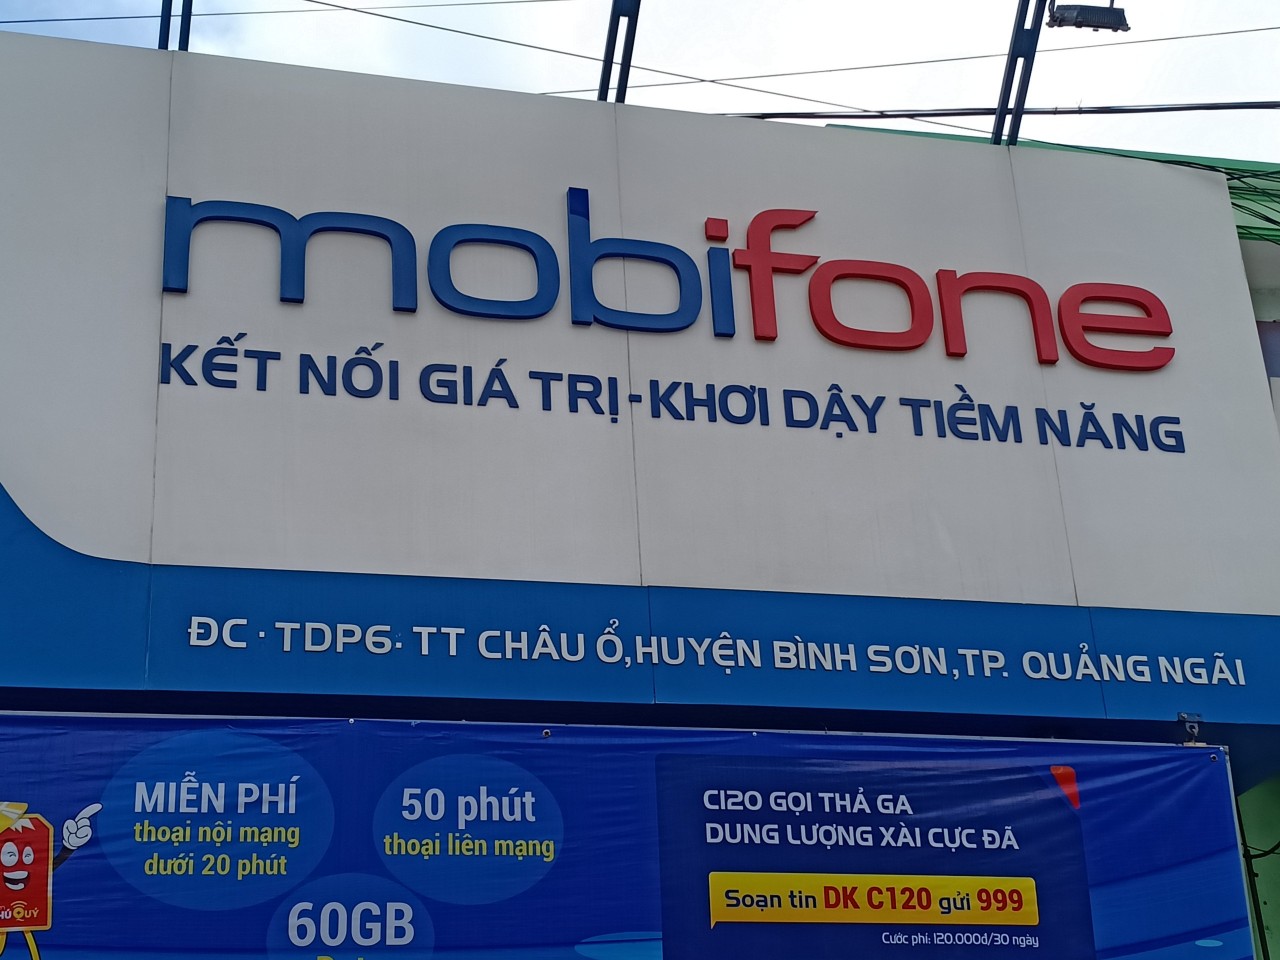 mobifone
KẾT NỐI GIÁ TRỊ - KHƠI DẬY TIỀM NĂNG
ĐC · TDP6 · TT CHÂU Ổ, HUYỆN BÌNH SƠN, TP. QUẢNG NGÃI
MIỄN PHÍ
thoại nội mạng
dưới 20 phút
50 phút
thoại liên mạng
60GB
C120 GỌI THẢ GA
DUNG LƯỢNG XÀI CỰC ĐÃ
Soạn tin DK C120 gửi 999
Cước phí: 120.000đ/30 ngày